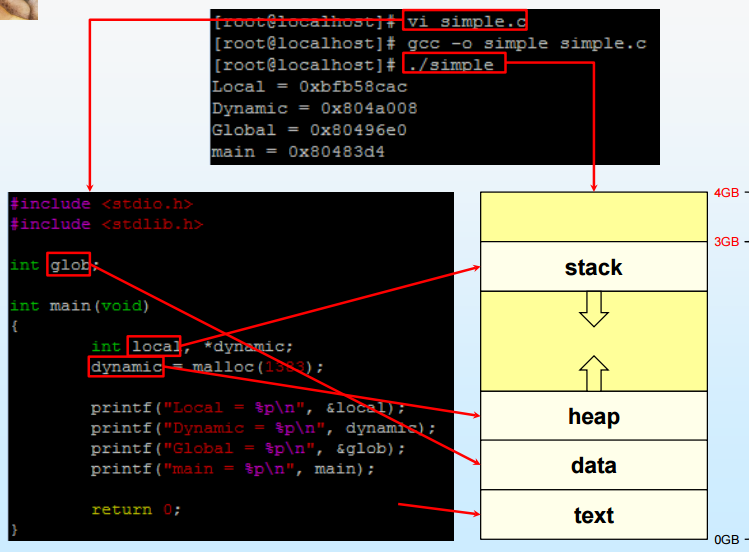 [root@localhost]# vi simple.c
[root@localhost]# gcc -o simple simple.c
[root@localhost]# ./simple
Local = 0xbfb58cac
Dynamic = 0x804a008
Global = 0x80496e0
main = 0x80483d4
#include <stdio.h>
#include <stdlib.h>
int glob;
int main(void)
{
int local, *dynamic;
dynamic = malloc(1383);
printf("Local = %p\n", &local);
printf("Dynamic = %p\n", dynamic);
printf("Global = %p\n", &glob);
printf("main = %p\n", main);
return 0;
}
4GB
3GB
stack
heap
data
text
0GB